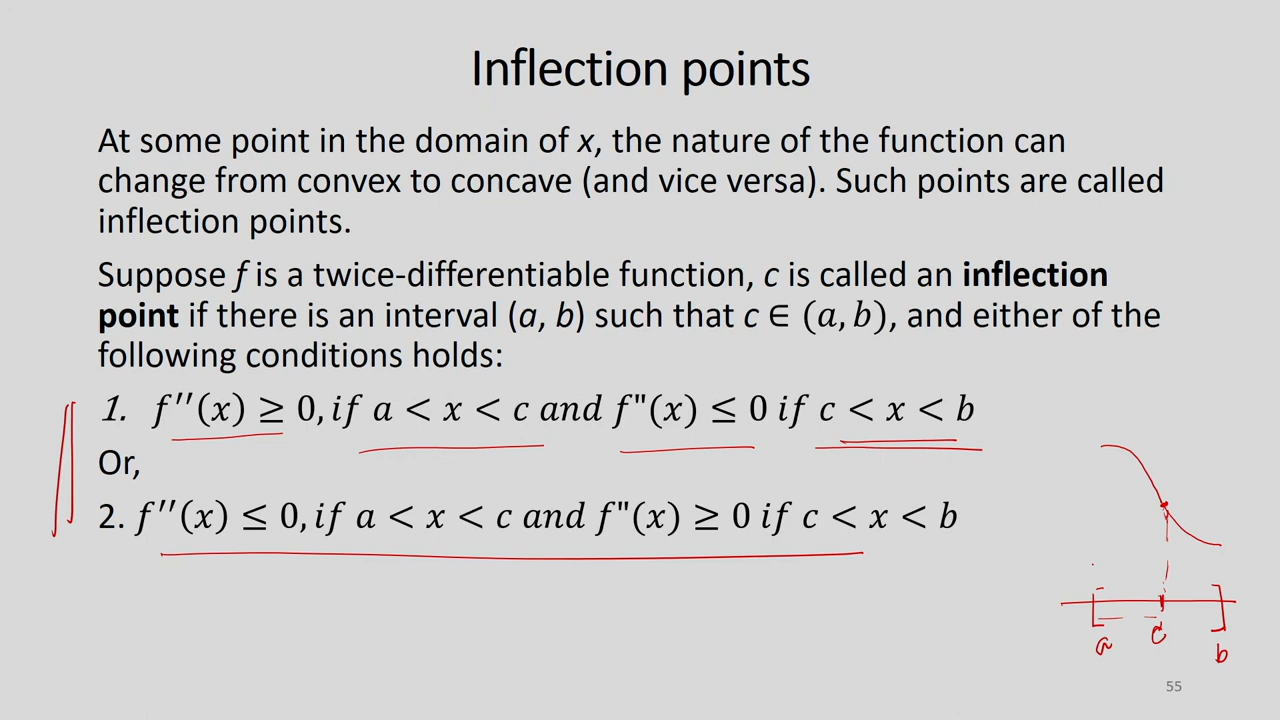 Inflection points
At some point in the domain of x, the nature of the function can
change from convex to concave (and vice versa). Such points are called
inflection points.
Suppose f is a twice-differentiable function, c is called an inflection
point if there is an interval (a, b) such that c ∈ (a, b), and either of the
following conditions holds:
1. f′′(x) ≥ 0, if a < x < c and f"(x) ≤ 0 if c < x < b
Or,
2. f′′(x) ≤ 0, if a < x < c and f"(x) ≥ 0 if c < x < b
a c b
55